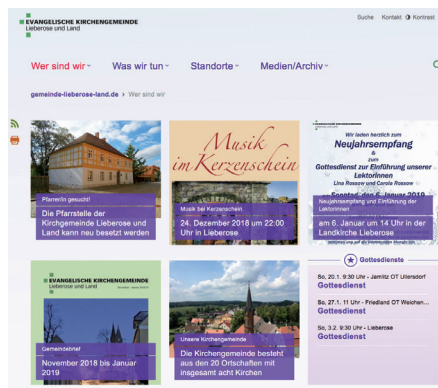 EVANGELISCHE KIRCHENGEMEINDE
Lieberose und Land
Suche Kontakt Kontrast
Wer sind wir Was wir tun Standorte Medien/Archiv
gemeinde-lieberose-land.de › Wer sind wir
Pfarrer/in gesucht!
Die Pfarrstelle der
Kirchengemeinde Lieberose und
Land kann neu besetzt werden
Musik
im Kerzenschein
Musik bei Kerzenschein
24. Dezember 2018 um 22:00
Uhr in Lieberose
Wir laden herzlich zum
Neujahrsempfang
&
zum
Gottesdienst zur Einführung unserer
Lektorinnen
Lina Rossow und Carola Rossow
Sonntag den 6. Januar 2019
Neujahrsempfang und Einführung der
Lektorinnen
am 6. Januar um 14 Uhr in der
Landkirche Lieberose
EVANGELISCHE KIRCHENGEMEINDE
Lieberose und Land
Gemeindebrief
November 2018 bis Januar
2019
Unsere Kirchengemeinde
Die Kirchengemeinde besteht
aus den 20 Ortschaften mit
insgesamt acht Kirchen
Gottesdienste
So, 20.1. 9:30 Uhr - Jamlitz OT Ullersdorf
Gottesdienst
So, 27.1. 11 Uhr - Friedland OT Weichen...
Gottesdienst
So, 3.2. 9:30 Uhr - Lieberose
Gottesdienst